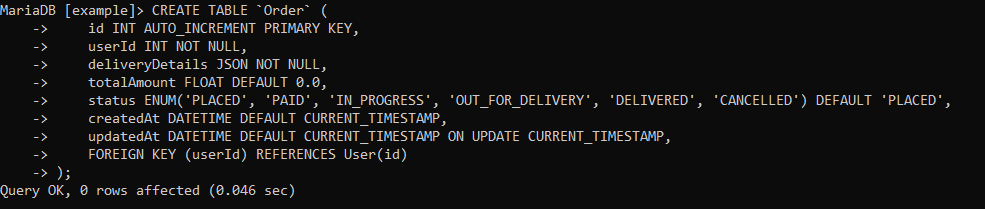 MariaDB [example]> CREATE TABLE `Order` (
    ->     id INT AUTO_INCREMENT PRIMARY KEY,
    ->     userId INT NOT NULL,
    ->     deliveryDetails JSON NOT NULL,
    ->     totalAmount FLOAT DEFAULT 0.0,
    ->     status ENUM('PLACED', 'PAID', 'IN_PROGRESS', 'OUT_FOR_DELIVERY', 'DELIVERED', 'CANCELLED') DEFAULT 'PLACED',
    ->     createdAt DATETIME DEFAULT CURRENT_TIMESTAMP,
    ->     updatedAt DATETIME DEFAULT CURRENT_TIMESTAMP ON UPDATE CURRENT_TIMESTAMP,
    ->     FOREIGN KEY (userId) REFERENCES User(id)
    -> );
Query OK, 0 rows affected (0.046 sec)